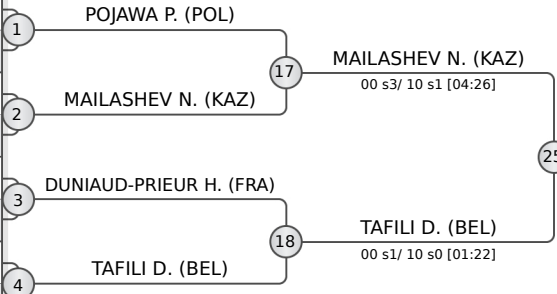 POJAWA P. (POL)
1
17
MAILASHEV N. (KAZ)
00 s3/ 10 s1 [04:26]
MAILASHEV N. (KAZ)
2
25
DUNIAUD-PRIEUR H. (FRA)
3
18
TAFILI D. (BEL)
00 s1/ 10 s0 [01:22]
TAFILI D. (BEL)
4